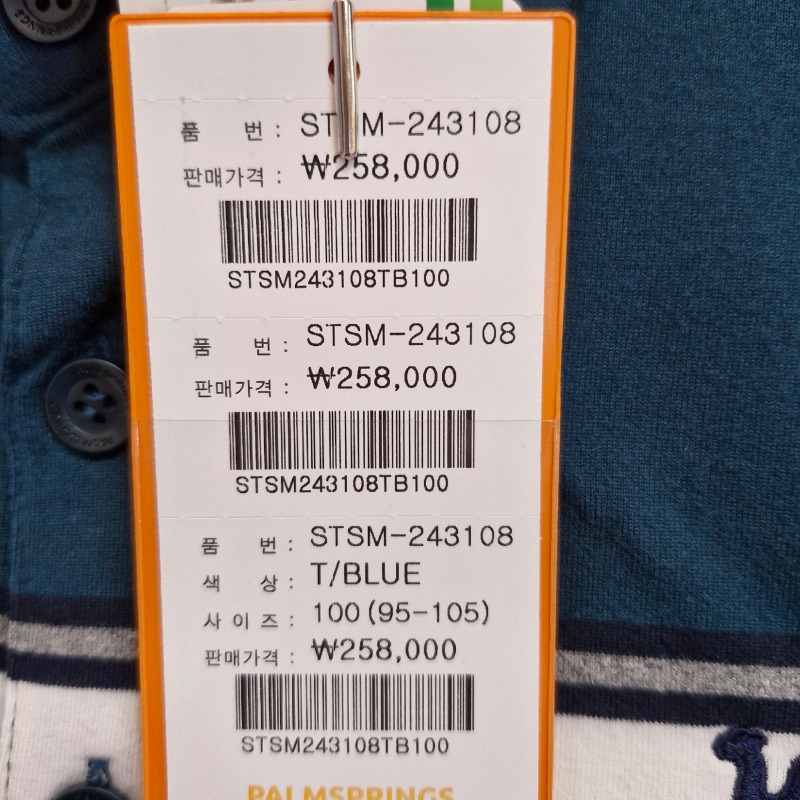 품 번 : STSM-243108
판매가격 : ₩258,000
STSM243108TB100
품 번 : STSM-243108
판매가격 : ₩258,000
STSM243108TB100
품 번 : STSM-243108
색 상 : T/BLUE
사 이 즈 : 100(95-105)
판매가격 : ₩258,000
STSM243108TB100
PALMSPRINGS